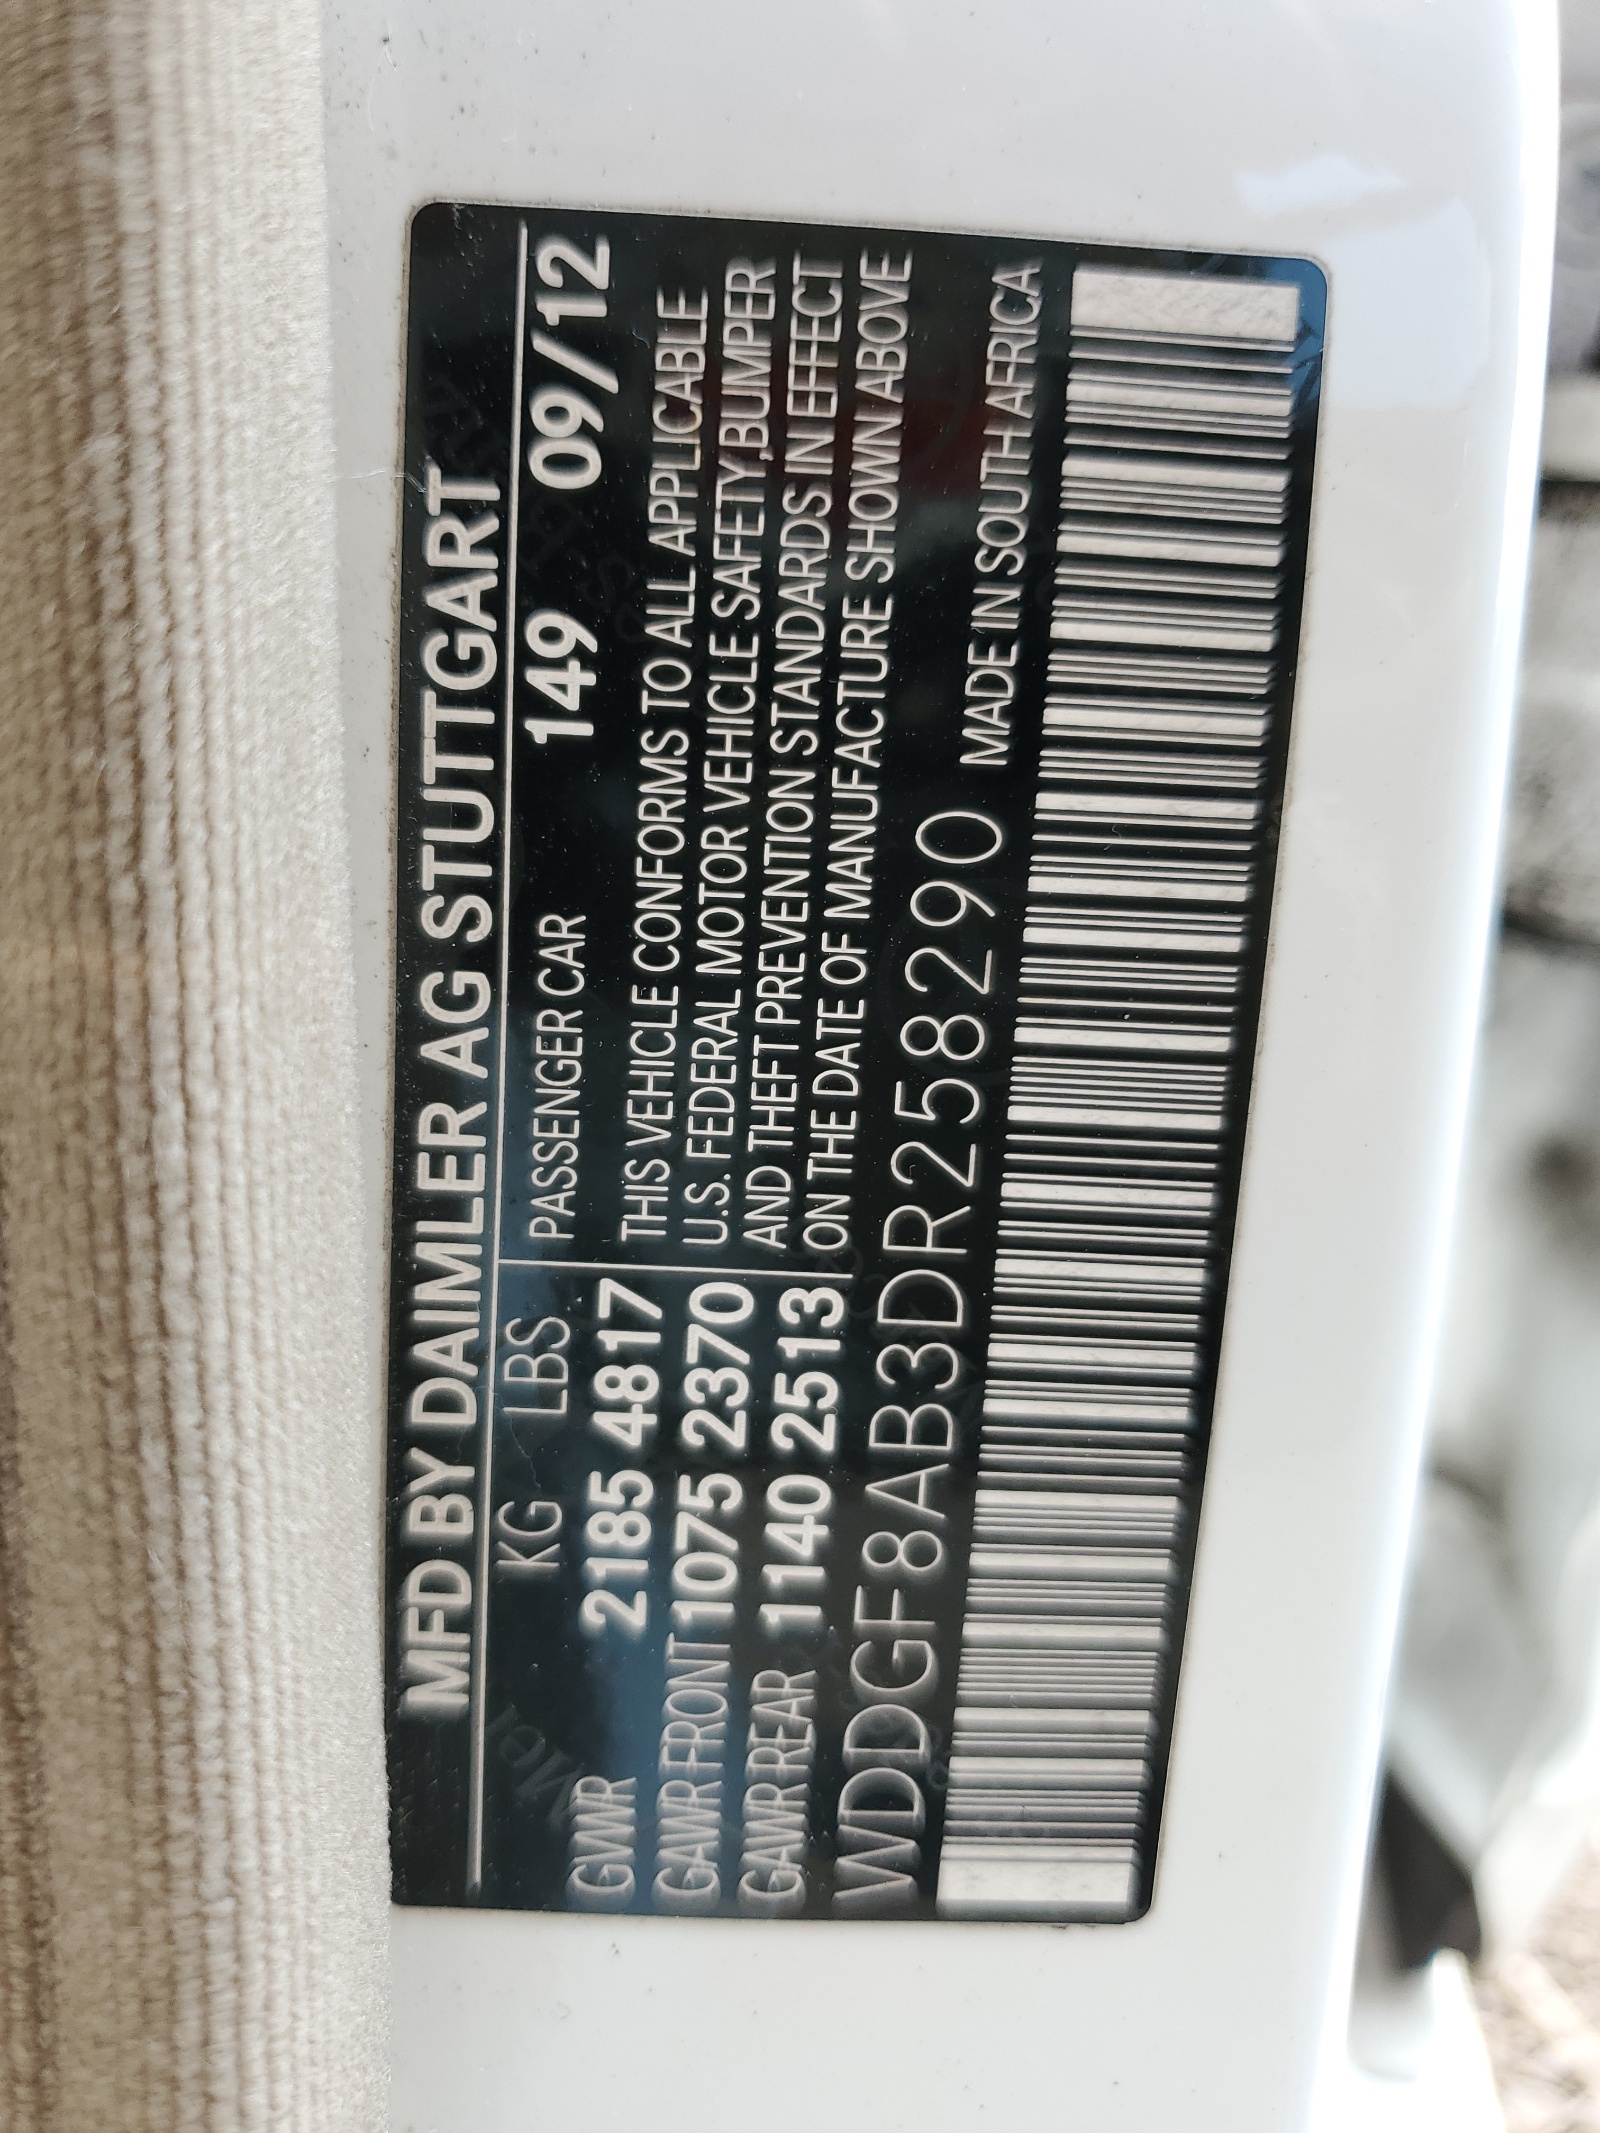 MFD BY DAIMLER AG STUTTGART
KG LBS PASSENGER CAR 149 09/12
GVWR 2185 4817 THIS VEHICLE CONFORMS TO ALL APPLICABLE
GAWR FRONT 1075 2370 U.S. FEDERAL MOTOR VEHICLE SAFETY,BUMPER
GAWR REAR 1140 2513 AND THEFT PREVENTION STANDARDS IN EFFECT
ON THE DATE OF MANUFACTURE SHOWN ABOVE
WDDGF8AB3DR258290 MADE IN SOUTH AFRICA